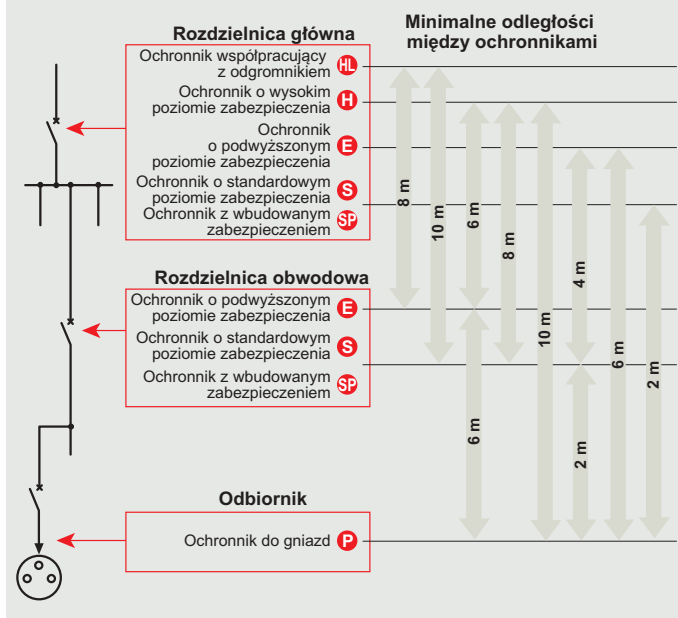 Rozdzielnica główna
Minimalne odległości
między ochronnikami
Ochronnik współpracujący
z odgromnikiem HL
Ochronnik o wysokim
poziomie zabezpieczenia H
Ochronnik
o podwyższonym
poziomie zabezpieczenia E
Ochronnik o standardowym
poziomie zabezpieczenia S
Ochronnik z wbudowanym
zabezpieczeniem SP
8 m
10 m
6 m
8 m
10 m
4 m
6 m
2 m
Rozdzielnica obwodowa
Ochronnik o podwyższonym
poziomie zabezpieczenia E
Ochronnik o standardowym
poziomie zabezpieczenia S
Ochronnik z wbudowanym
zabezpieczeniem SP
6 m
2 m
Odbiornik
Ochronnik do gniazd P